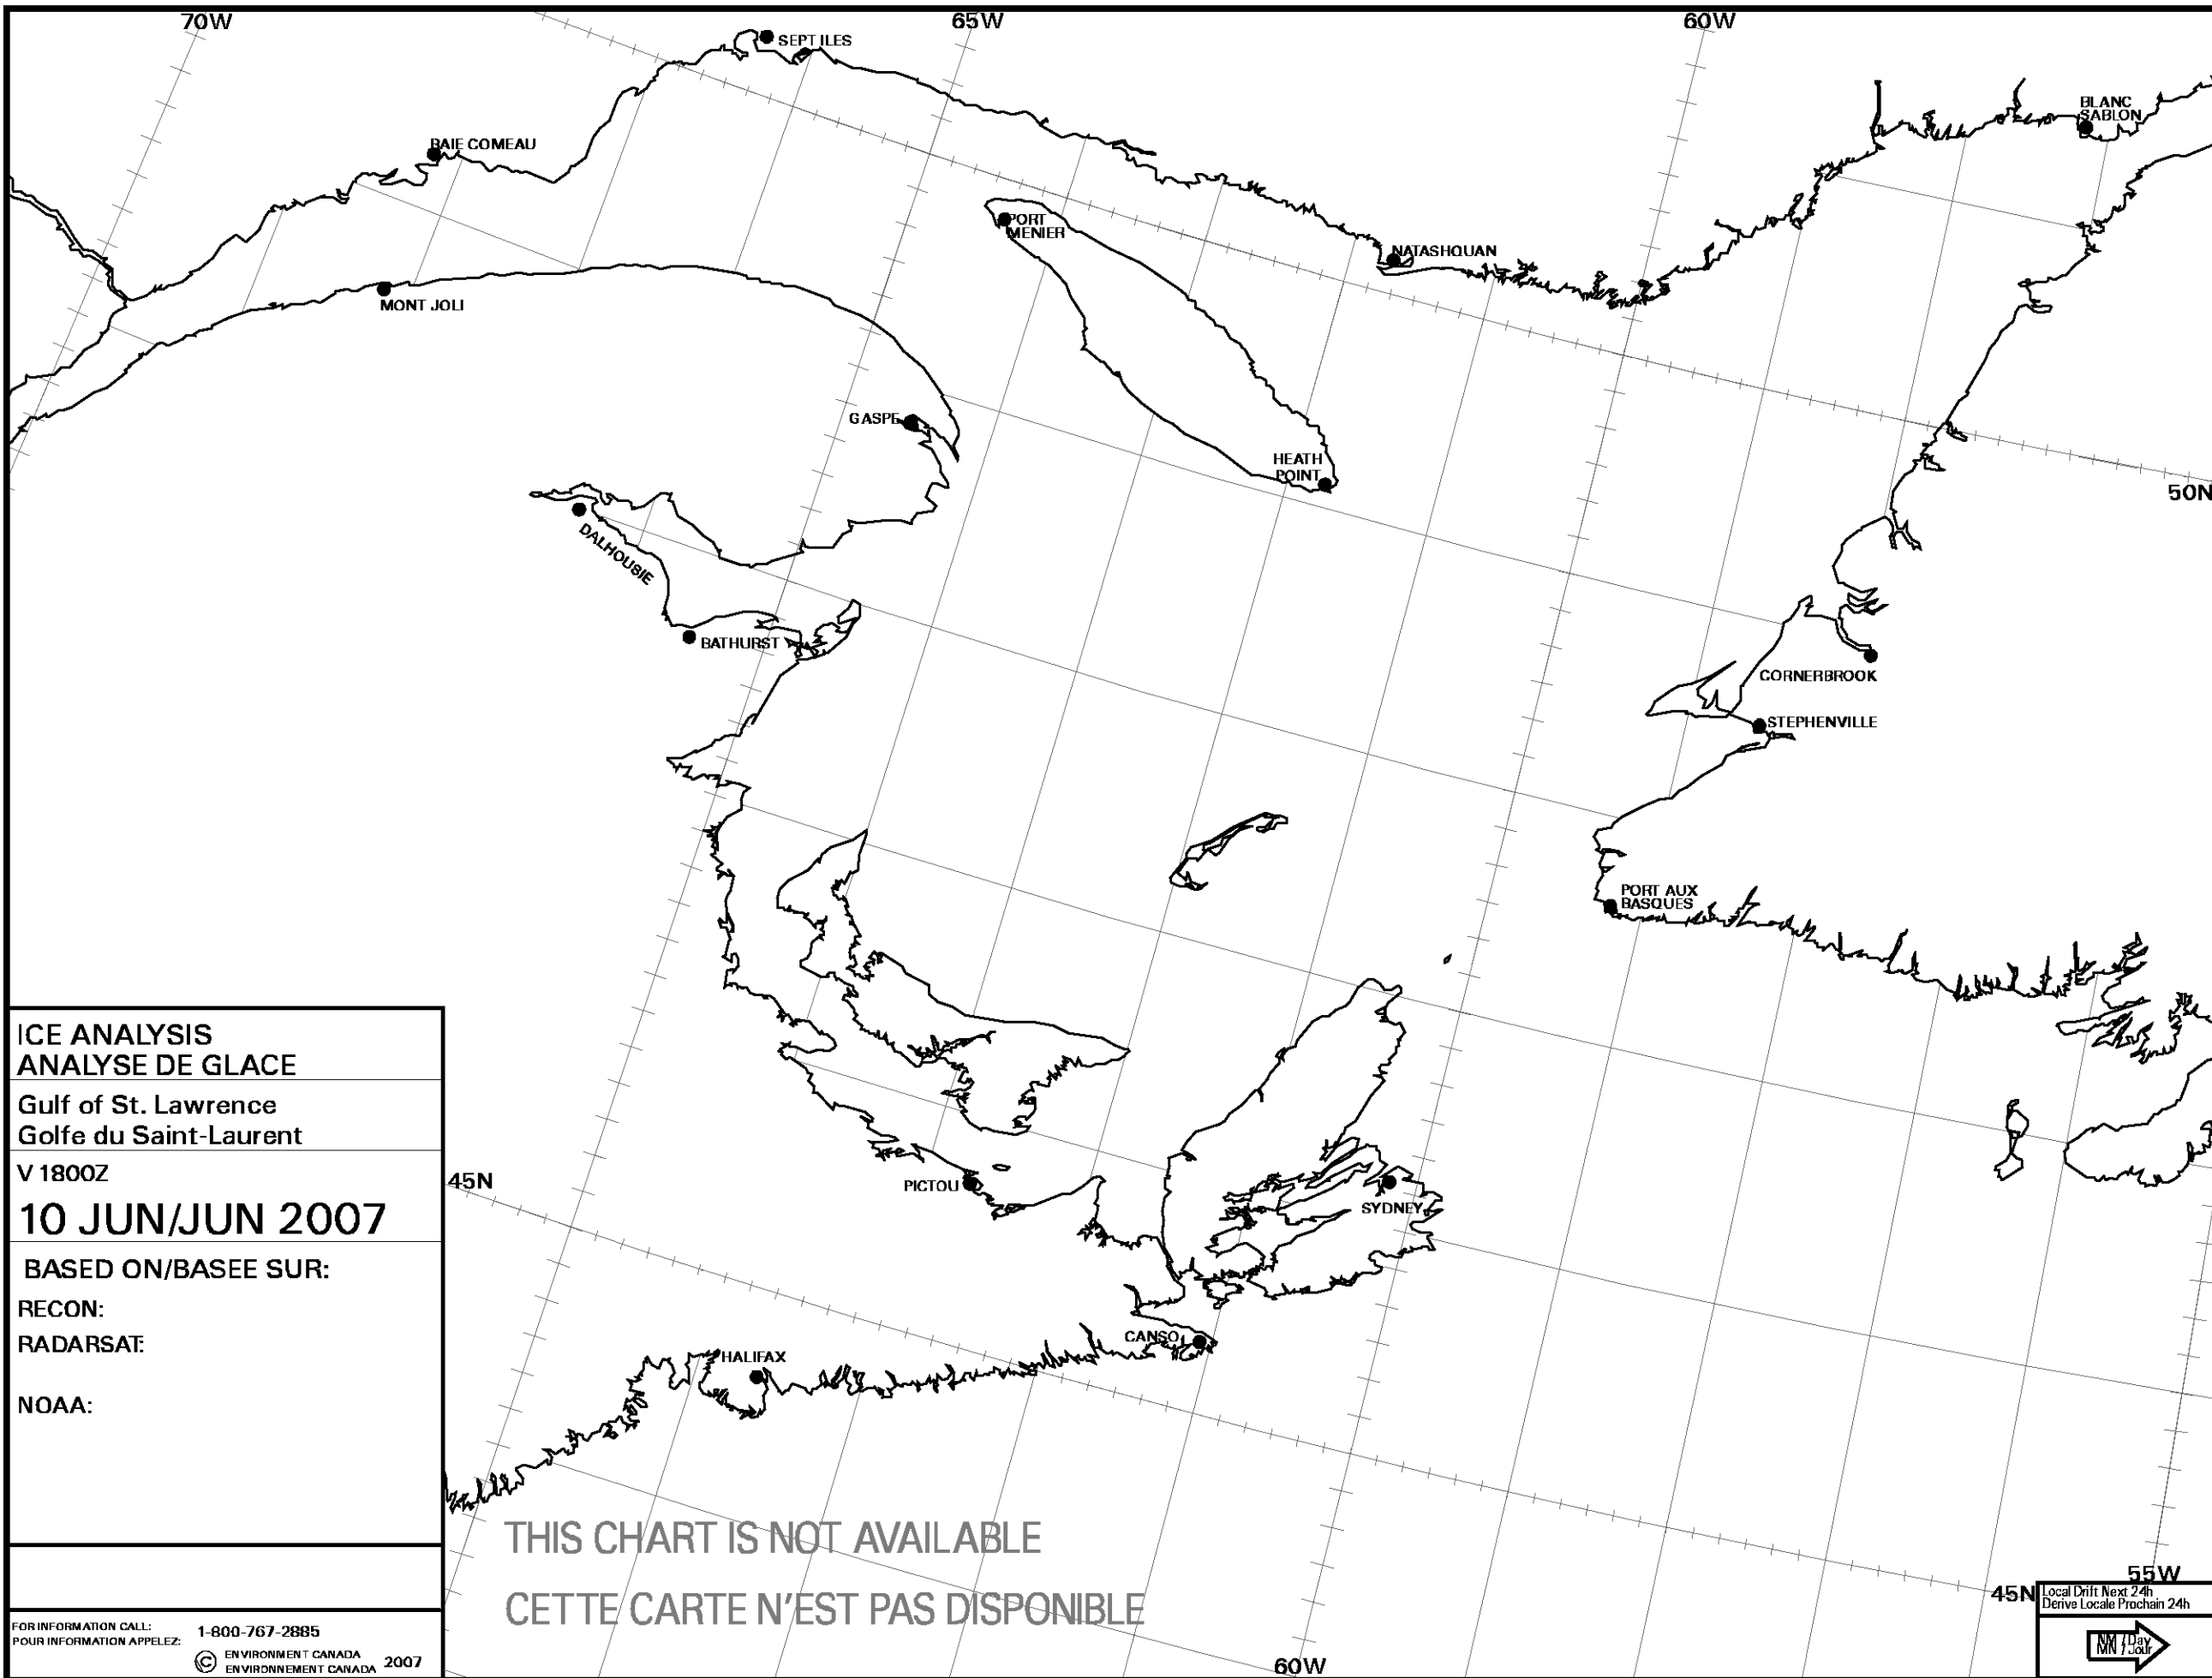 70W
65W
60W
SEPT ILES
BLANC
SABLON
BAIE COMEAU
PORT
MENIER
NATASHQUAN
MONT JOLI
GASPE
HEATH
POINT
50N
DALHOUSIE
BATHURST
CORNERBROOK
STEPHENVILLE
PORT AUX
BASQUES
ICE ANALYSIS
ANALYSE DE GLACE
Gulf of St. Lawrence
Golfe du Saint-Laurent
V 1800Z
10 JUN/JUN 2007
BASED ON/BASEE SUR:
RECON:
RADARSAT:
NOAA:
45N
PICTOU
SYDNEY
CANSO
HALIFAX
THIS CHART IS NOT AVAILABLE
CETTE CARTE N'EST PAS DISPONIBLE
55W
45N
Local Drift Next 24h
Derive Locale Prochain 24h
NM / Day
MN / Jour
60W
FOR INFORMATION CALL:
POUR INFORMATION APPELEZ:
1-800-767-2885
© ENVIRONMENT CANADA
ENVIRONNEMENT CANADA 2007